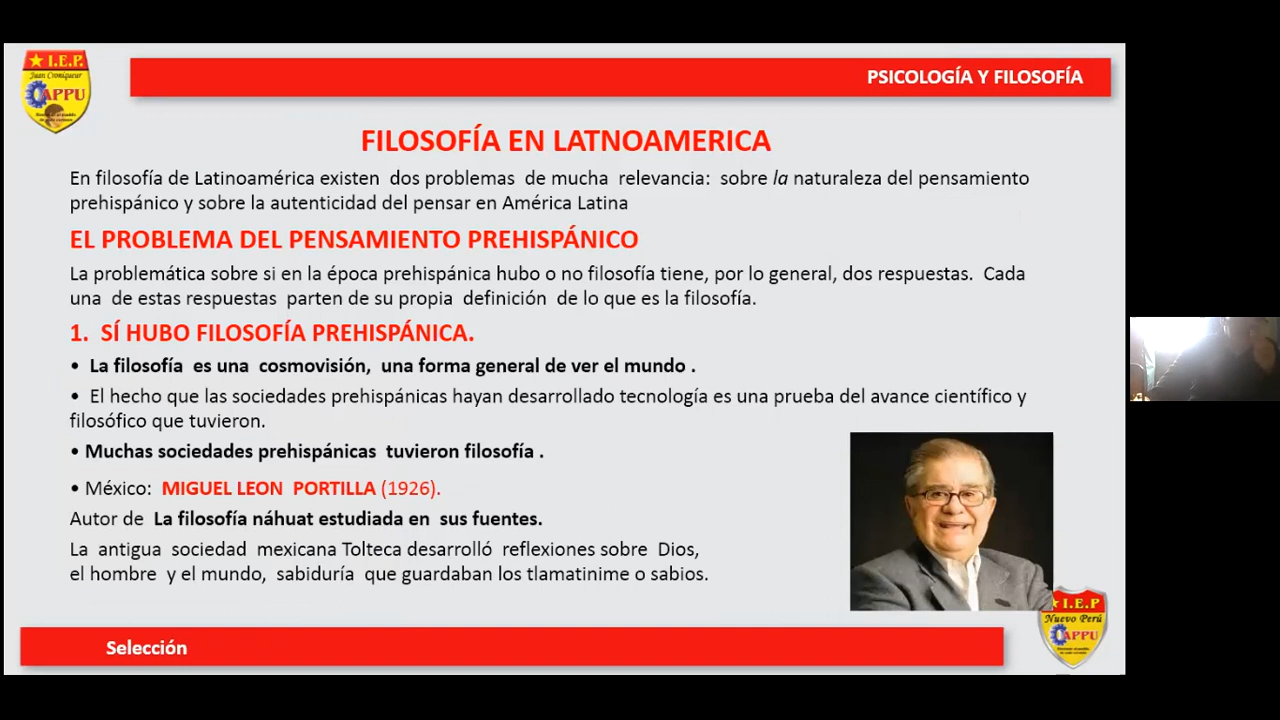 I.E.P.
Juan Croniqueur
CAPPU
PSICOLOGÍA Y FILOSOFÍA
FILOSOFÍA EN LATNOAMERICA
En filosofía de Latinoamérica existen dos problemas de mucha relevancia: sobre la naturaleza del pensamiento
prehispánico y sobre la autenticidad del pensar en América Latina
EL PROBLEMA DEL PENSAMIENTO PREHISPÁNICO
La problemática sobre si en la época prehispánica hubo o no filosofía tiene, por lo general, dos respuestas. Cada
una de estas respuestas parten de su propia definición de lo que es la filosofía.
1. SÍ HUBO FILOSOFÍA PREHISPÁNICA.
• La filosofía es una cosmovisión, una forma general de ver el mundo .
• El hecho que las sociedades prehispánicas hayan desarrollado tecnología es una prueba del avance científico y
filosófico que tuvieron.
• Muchas sociedades prehispánicas tuvieron filosofía .
• México: MIGUEL LEON PORTILLA (1926).
Autor de La filosofía náhuat estudiada en sus fuentes.
La antigua sociedad mexicana Tolteca desarrolló reflexiones sobre Dios,
el hombre y el mundo, sabiduría que guardaban los tlamatinime o sabios.
I.E.P
Nuevo Perú
CAPPU
Selección